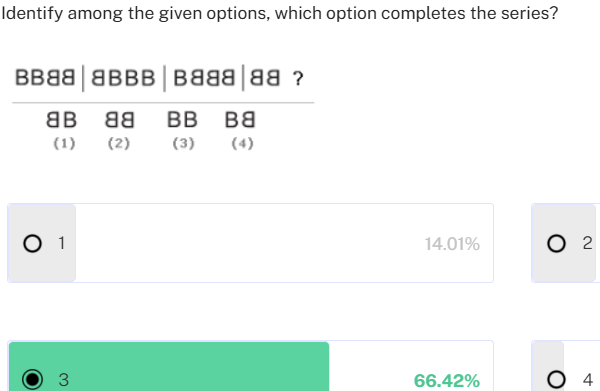 Identify among the given options, which option completes the series?
BBꓭꓭ|ꓭBBB|Bꓭꓭꓭ|ꓭꓭ ?
ꓭB ꓭꓭ BB Bꓭ
(1) (2) (3) (4)
1 14.01% 2
3 66.42% 4